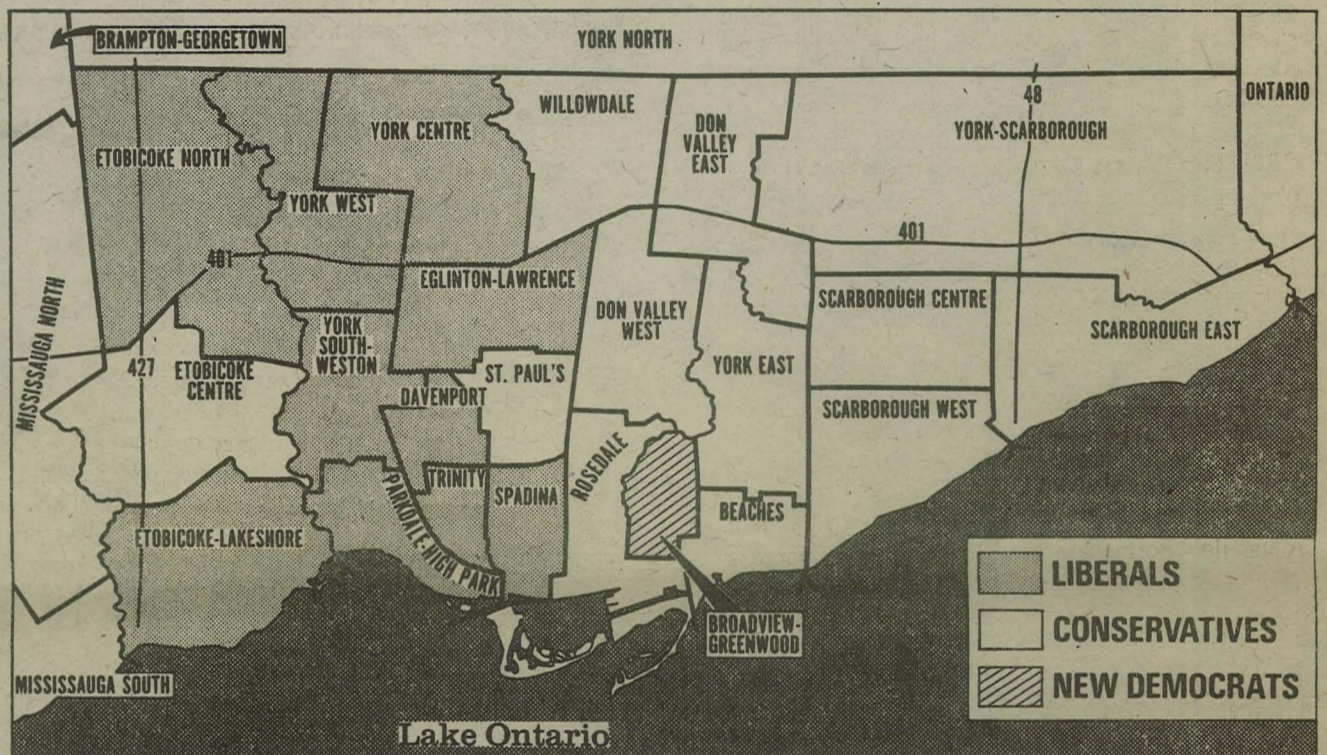 BRAMPTON-GEORGETOWN
YORK NORTH
ONTARIO
48
WILLOWDALE
DON
VALLEY
EAST
YORK CENTRE
YORK-SCARBOROUGH
ETOBICOKE NORTH
YORK WEST
401
401
EGLINTON-LAWRENCE
MISSISSAUGA NORTH
DON VALLEY
WEST
SCARBOROUGH CENTRE
SCARBOROUGH EAST
YORK
SOUTH-
WESTON
427
ETOBICOKE
CENTRE
ST. PAUL'S
YORK EAST
DAVENPORT
SCARBOROUGH WEST
ROSEDALE
TRINITY
SPADINA
PARKDALE-HIGH PARK
BEACHES
ETOBICOKE-LAKESHORE
BROADVIEW-
GREENWOOD
MISSISSAUGA SOUTH
Lake Ontario
LIBERALS
CONSERVATIVES
NEW DEMOCRATS